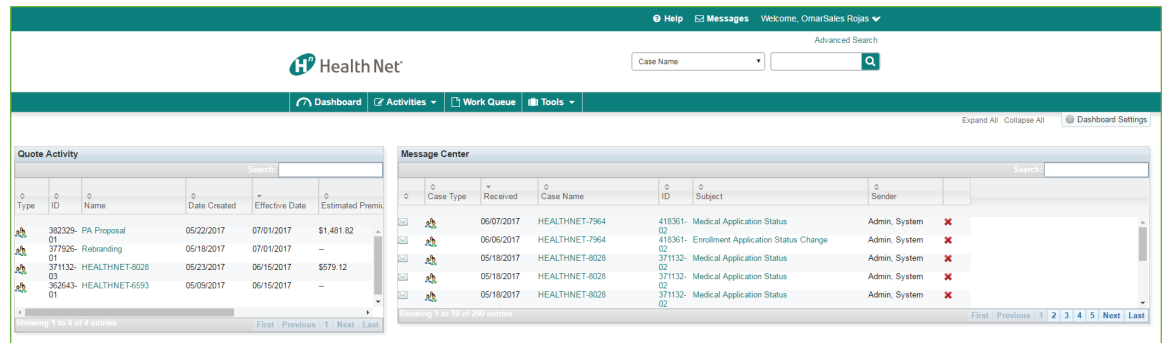 Help Messages Welcome, OmarSales Rojas
Advanced Search
Health Net
Case Name
Dashboard Activities Work Queue Tools
Expand All Collapse All Dashboard Settings
Quote Activity
Search:
Type ID Name Date Created Effective Date Estimated Premiu
382329-01 PA Proposal 05/22/2017 07/01/2017 $1,481.82
377926-01 Rebranding 05/18/2017 07/01/2017 --
371132-03 HEALTHNET-8028 05/23/2017 06/15/2017 $579.12
362643-01 HEALTHNET-6593 05/09/2017 06/15/2017 --
Showing 1 to 4 of 4 entries First Previous 1 Next Last
Message Center
Search:
Case Type Received Case Name ID Subject Sender
06/07/2017 HEALTHNET-7964 418361-02 Medical Application Status Admin, System
06/06/2017 HEALTHNET-7964 418361-02 Enrollment Application Status Change Admin, System
05/18/2017 HEALTHNET-8028 371132-02 Medical Application Status Admin, System
05/18/2017 HEALTHNET-8028 371132-02 Medical Application Status Admin, System
05/18/2017 HEALTHNET-8028 371132-02 Medical Application Status Admin, System
Showing 1 to 10 of 200 entries First Previous 1 2 3 4 5 Next Last